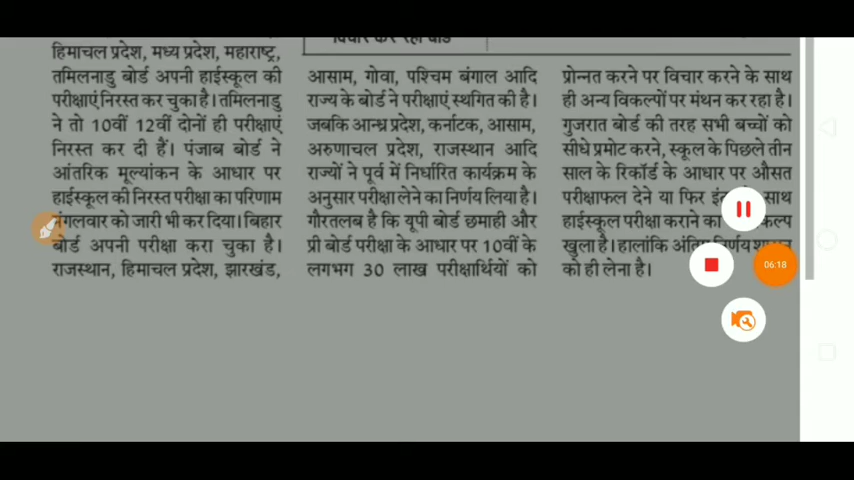 हिमाचल प्रदेश, मध्य प्रदेश, महाराष्ट्र,
तमिलनाडु बोर्ड अपनी हाईस्कूल की
परीक्षाएं निरस्त कर चुका है। तमिलनाडु
ने तो 10वीं 12वीं दोनों ही परीक्षाएं
निरस्त कर दी हैं। पंजाब बोर्ड ने
आंतरिक मूल्यांकन के आधार पर
हाईस्कूल की निरस्त परीक्षा का परिणाम
मंगलवार को जारी भी कर दिया। बिहार
बोर्ड अपनी परीक्षा करा चुका है।
राजस्थान, हिमाचल प्रदेश, झारखंड,
विचार कर रहा बोर्ड
आसाम, गोवा, पश्चिम बंगाल आदि
राज्य के बोर्ड ने परीक्षाएं स्थगित की है।
जबकि आन्ध्र प्रदेश, कर्नाटक, आसाम,
अरुणाचल प्रदेश, राजस्थान आदि
राज्यों ने पूर्व में निर्धारित कार्यक्रम के
अनुसार परीक्षा लेने का निर्णय लिया है।
गौरतलब है कि यूपी बोर्ड छमाही और
प्री बोर्ड परीक्षा के आधार पर 10वीं के
लगभग 30 लाख परीक्षार्थियों को
प्रोन्नत करने पर विचार करने के साथ
ही अन्य विकल्पों पर मंथन कर रहा है।
गुजरात बोर्ड की तरह सभी बच्चों को
सीधे प्रमोट करने, स्कूल के पिछले तीन
साल के रिकॉर्ड के आधार पर औसत
परीक्षाफल देने या फिर साथ
हाईस्कूल परीक्षा कराने का
खुला है। हालांकि निर्णय
को ही लेना है।
06:18